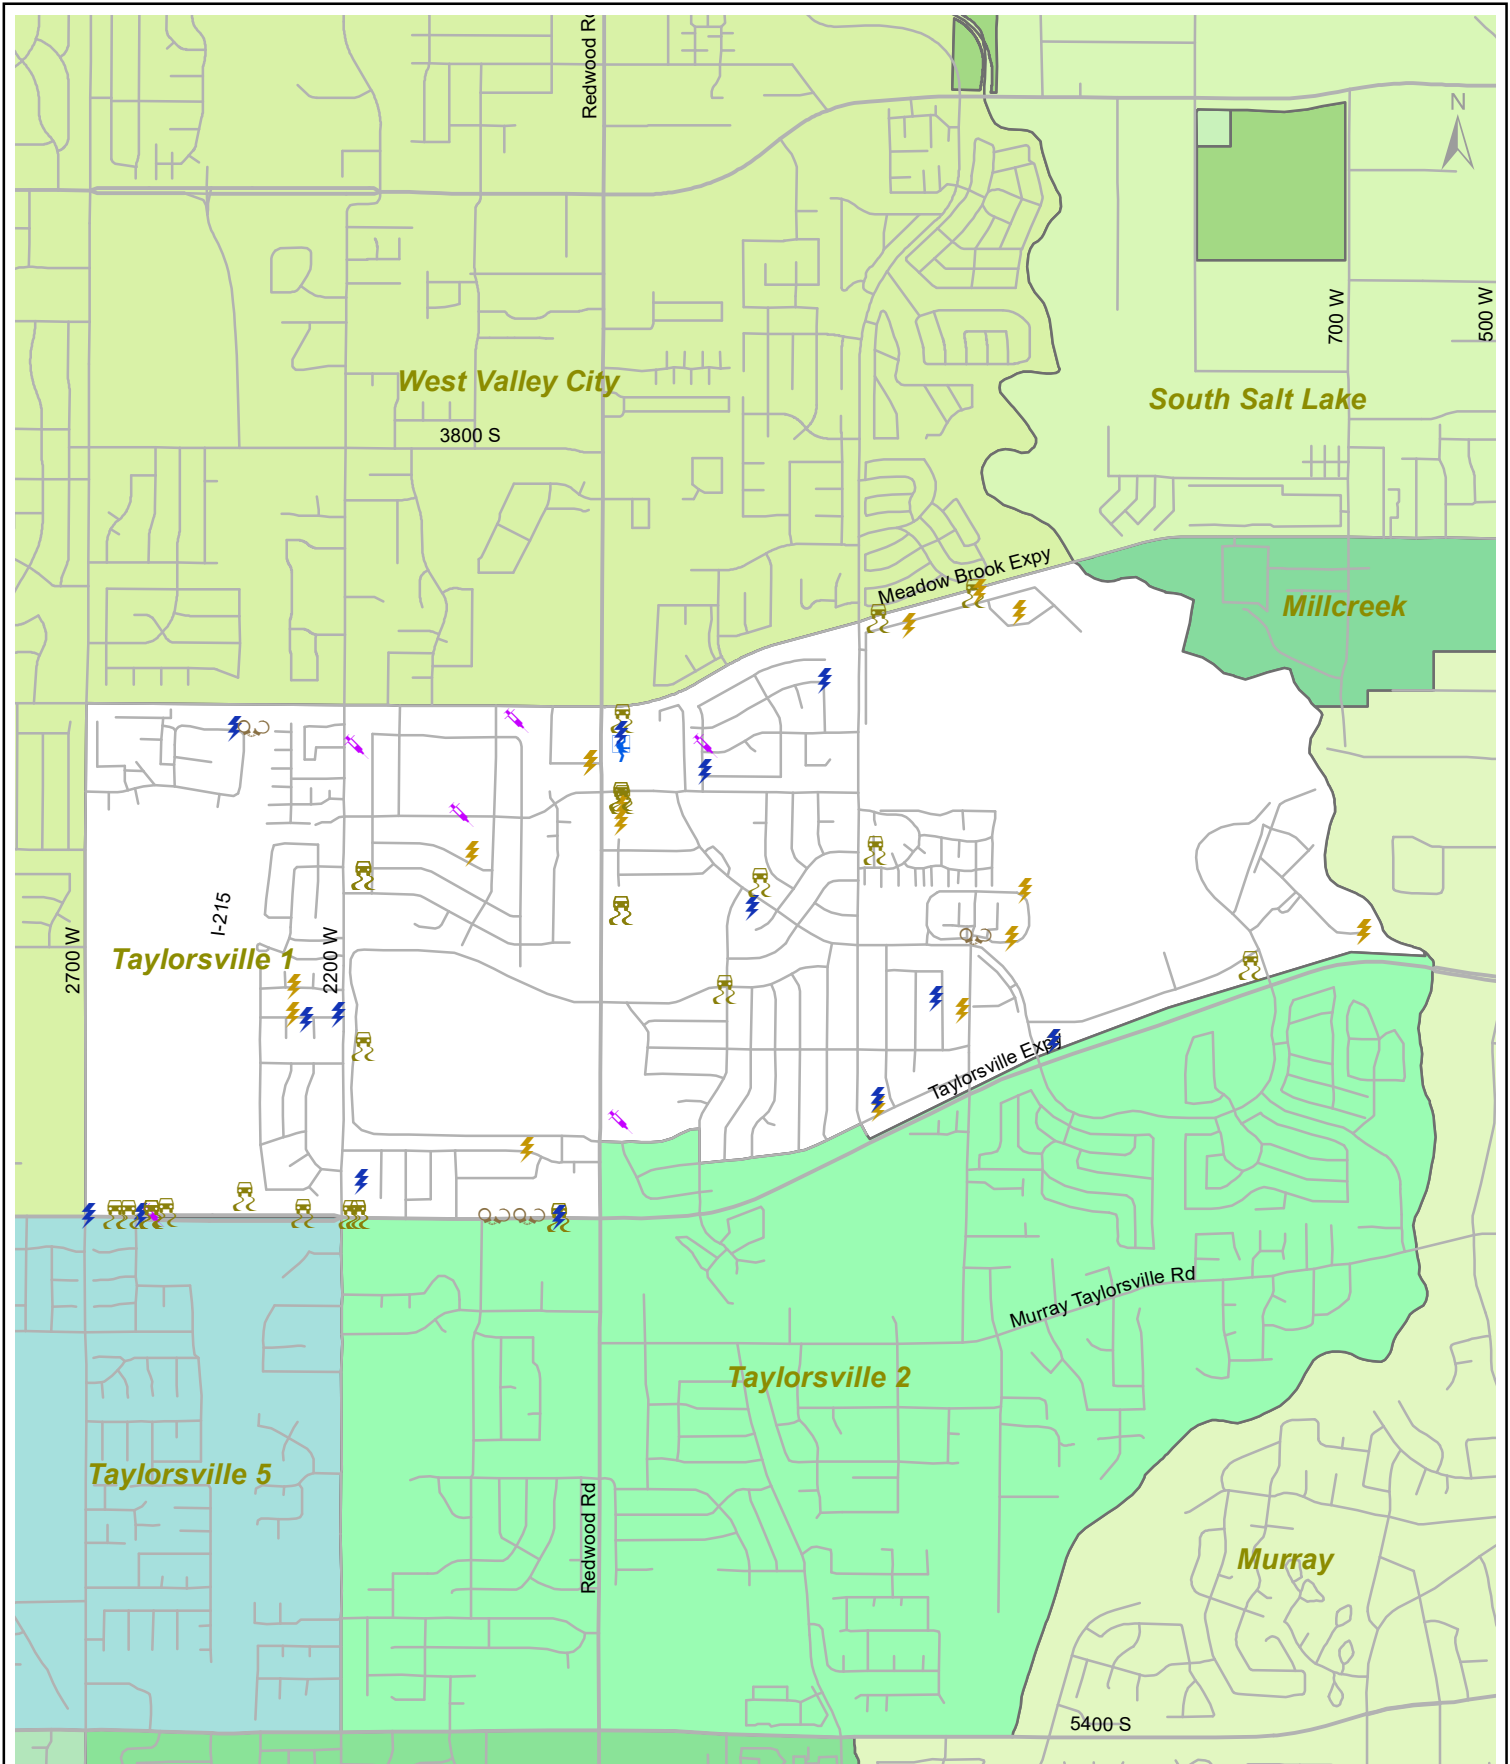 Redwood Rd
N
700 W
500 W
West Valley City
South Salt Lake
3800 S
Meadow Brook Expy
Millcreek
I-215
2700 W
Taylorsville 1
2200 W
Taylorsville Expy
Murray Taylorsville Rd
Taylorsville 2
Taylorsville 5
Redwood Rd
Murray
5400 S